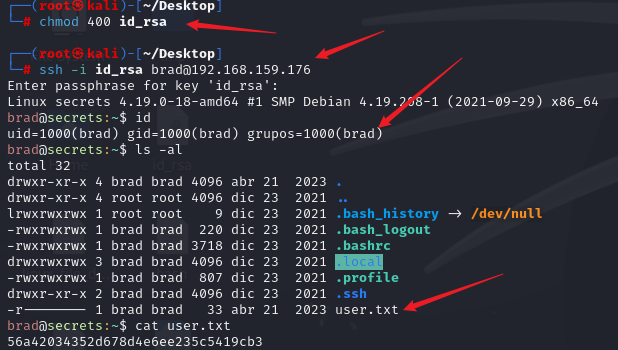 ┌──(root㉿kali)-[~/Desktop]
└─# chmod 400 id_rsa
┌──(root㉿kali)-[~/Desktop]
└─# ssh -i id_rsa brad@192.168.159.176
Enter passphrase for key 'id_rsa':
Linux secrets 4.19.0-18-amd64 #1 SMP Debian 4.19.208-1 (2021-09-29) x86_64
brad@secrets:~$ id
uid=1000(brad) gid=1000(brad) grupos=1000(brad)
brad@secrets:~$ ls -al
total 32
drwxr-xr-x 4 brad brad 4096 abr 21  2023 .
drwxr-xr-x 4 root root 4096 dic 23  2021 ..
lrwxrwxrwx 1 root root    9 dic 23  2021 .bash_history -> /dev/null
-rwxrwxrwx 1 brad brad  220 dic 23  2021 .bash_logout
-rwxrwxrwx 1 brad brad 3718 dic 23  2021 .bashrc
drwxrwxrwx 3 brad brad 4096 dic 23  2021 .local
-rwxrwxrwx 1 brad brad  807 dic 23  2021 .profile
drwxr-xr-x 2 brad brad 4096 dic 23  2021 .ssh
-r-------- 1 brad brad   33 abr 21  2023 user.txt
brad@secrets:~$ cat user.txt
56a42034352d678d4e6ee235c5419cb3